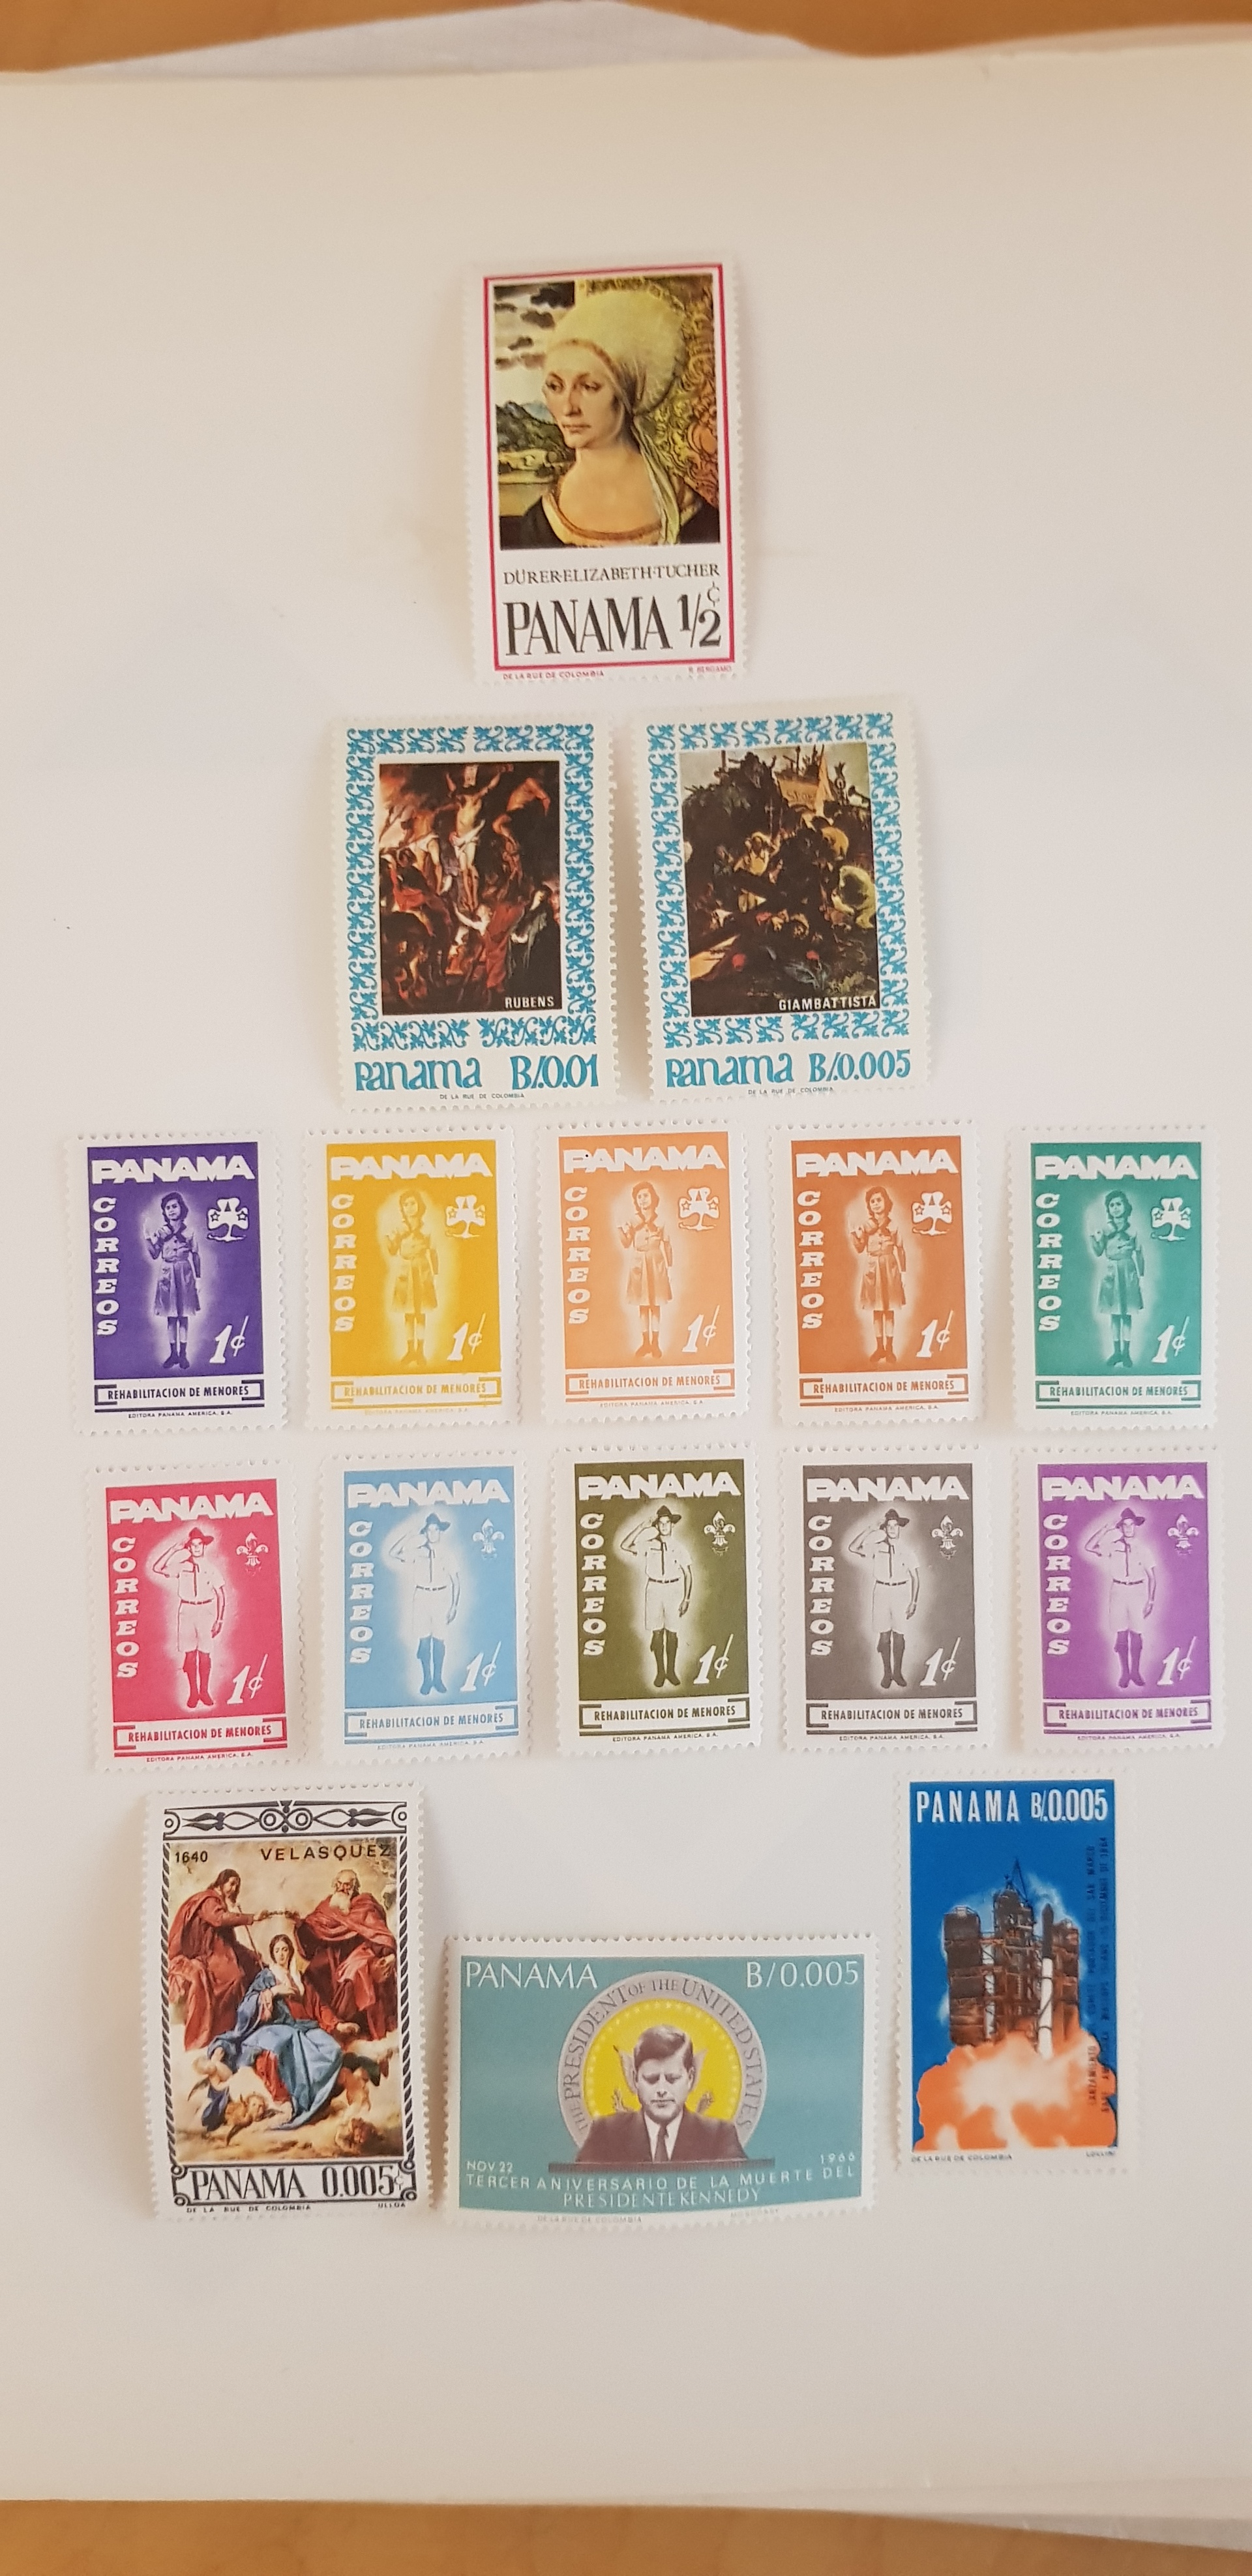 DÜRER·ELIZABETH·TUCHER
PANAMA 1/2¢
DE LA RUE DE COLOMBIA
RUBENS
Panama B/.0.01
DE LA RUE DE COLOMBIA
GIAMBATTISTA
Panama B/.0.005
DE LA RUE DE COLOMBIA
PANAMA
CORREOS
1¢
REHABILITACION DE MENORES
EDITORA PANAMA AMERICA, S.A.
PANAMA
CORREOS
1¢
REHABILITACION DE MENORES
EDITORA PANAMA AMERICA, S.A.
PANAMA
CORREOS
1¢
REHABILITACION DE MENORES
EDITORA PANAMA AMERICA, S.A.
PANAMA
CORREOS
1¢
REHABILITACION DE MENORES
EDITORA PANAMA AMERICA, S.A.
PANAMA
CORREOS
1¢
REHABILITACION DE MENORES
EDITORA PANAMA AMERICA, S.A.
PANAMA
CORREOS
1¢
REHABILITACION DE MENORES
EDITORA PANAMA AMERICA, S.A.
PANAMA
CORREOS
1¢
REHABILITACION DE MENORES
EDITORA PANAMA AMERICA, S.A.
PANAMA
CORREOS
1¢
REHABILITACION DE MENORES
EDITORA PANAMA AMERICA, S.A.
PANAMA
CORREOS
1¢
REHABILITACION DE MENORES
EDITORA PANAMA AMERICA, S.A.
PANAMA
CORREOS
1¢
REHABILITACION DE MENORES
EDITORA PANAMA AMERICA, S.A.
1640 VELASQUEZ
PANAMA 0.005¢
DE LA RUE DE COLOMBIA ULLOA
PANAMA B/0.005
THE PRESIDENT OF THE UNITED STATES
NOV. 22 1966
TERCER ANIVERSARIO DE LA MUERTE DEL
PRESIDENTE KENNEDY
DE LA RUE DE COLOMBIA
PANAMA B/.0.005
SAN MARCO
DE LA RUE DE COLOMBIA